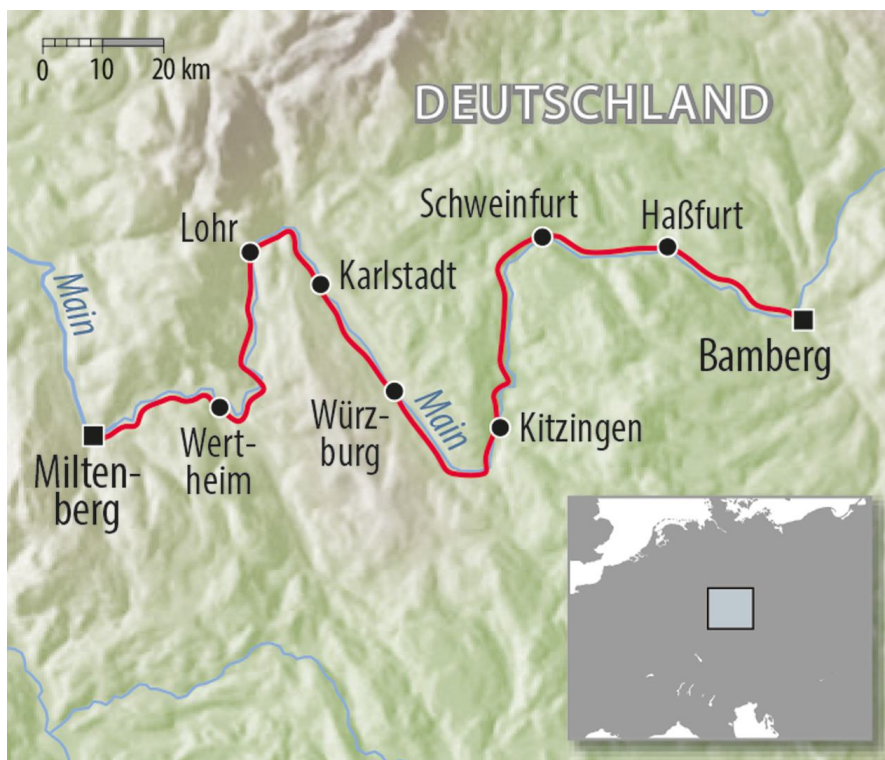 0 10 20 km
DEUTSCHLAND
Schweinfurt
Haßfurt
Lohr
Karlstadt
Main
Bamberg
Würz-
burg
Main
Kitzingen
Wert-
heim
Milten-
berg